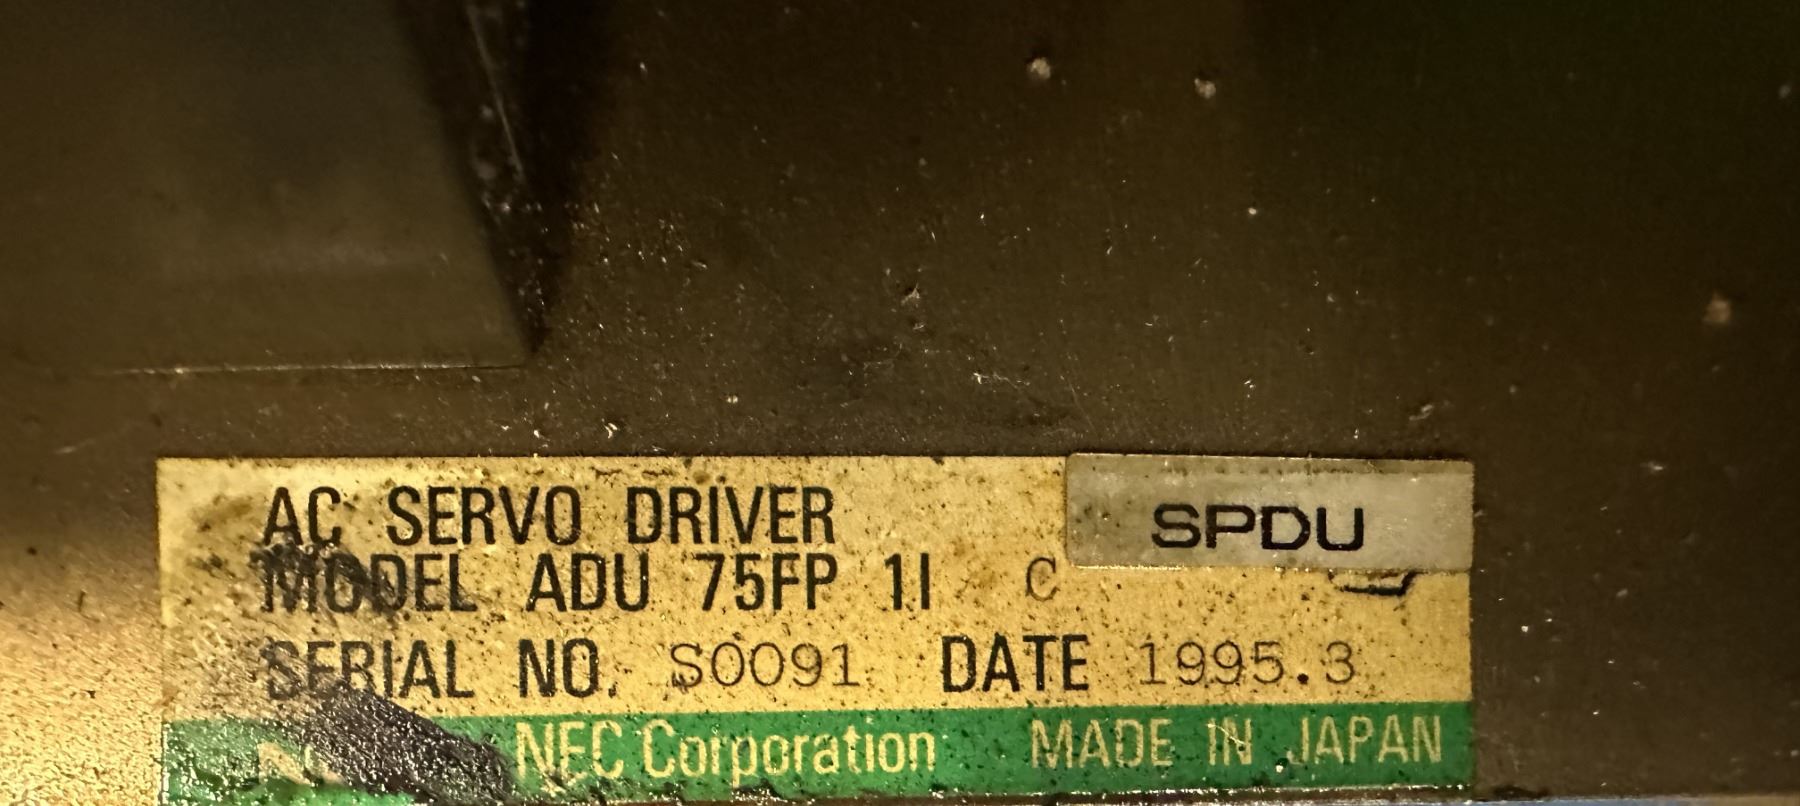 AC SERVO DRIVER SPDU
MODEL ADU 75FP 1I C
SERIAL NO. S0091 DATE 1995.3
NEC Corporation MADE IN JAPAN